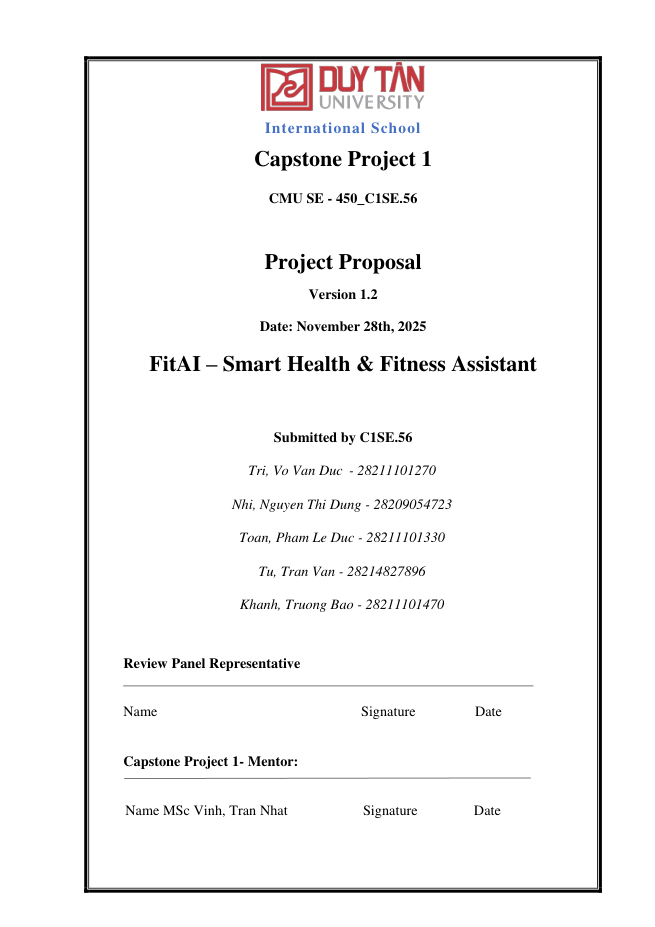 DUY TÂN
UNIVERSITY
International School
Capstone Project 1
CMU SE - 450_C1SE.56
Project Proposal
Version 1.2
Date: November 28th, 2025
FitAI – Smart Health & Fitness Assistant
Submitted by C1SE.56
Tri, Vo Van Duc - 28211101270
Nhi, Nguyen Thi Dung - 28209054723
Toan, Pham Le Duc - 28211101330
Tu, Tran Van - 28214827896
Khanh, Truong Bao - 28211101470
Review Panel Representative
Name Signature Date
Capstone Project 1- Mentor:
Name MSc Vinh, Tran Nhat Signature Date